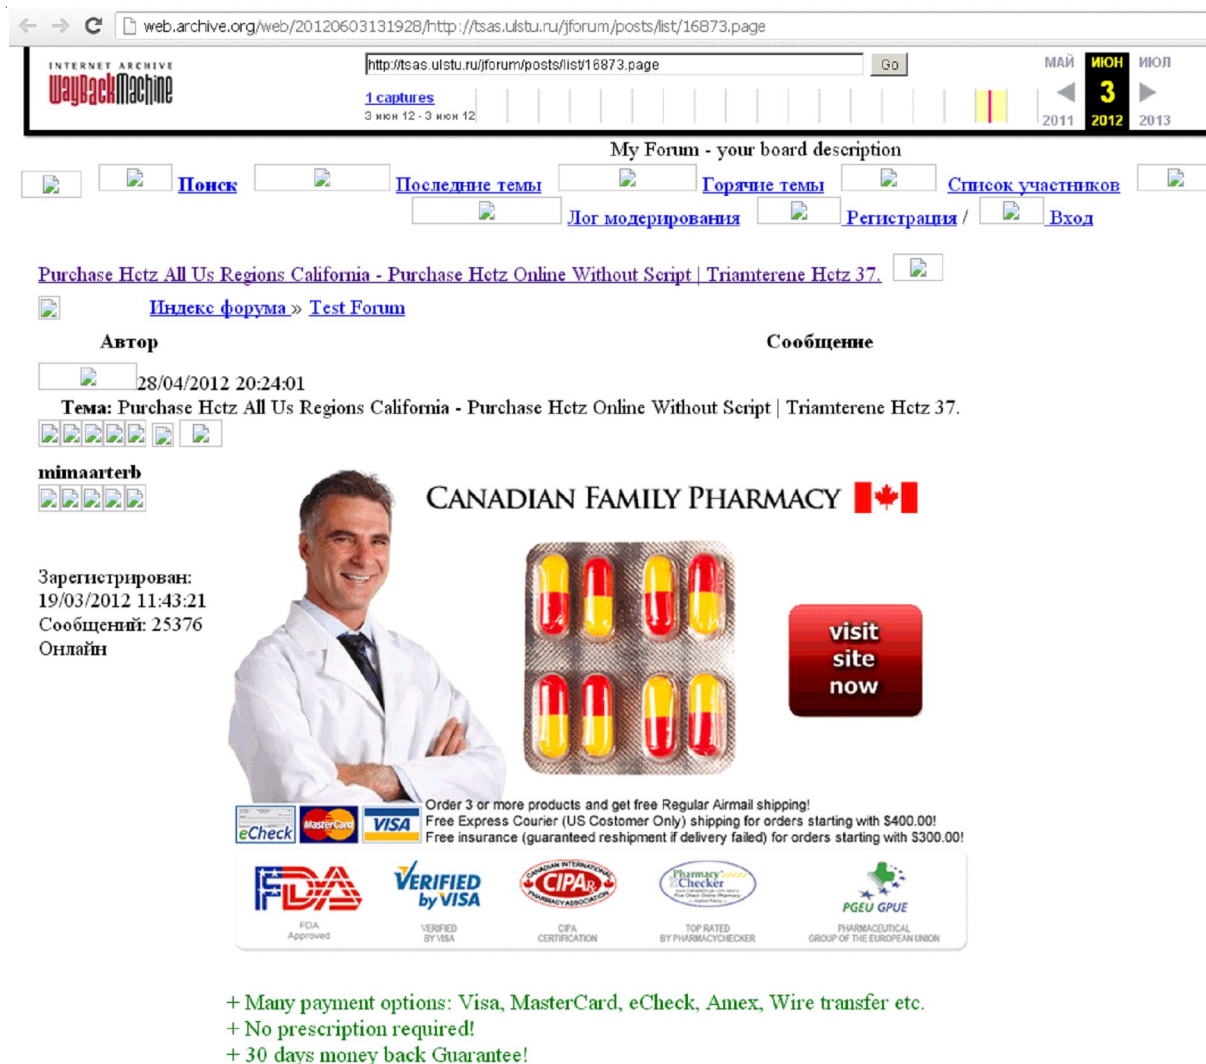 web.archive.org/web/20120603131928/http://tsas.ulstu.ru/jforum/posts/list/16873.page
INTERNET ARCHIVE
WayBackMachine
http://tsas.ulstu.ru/jforum/posts/list/16873.page
Go
1 captures
3 июн 12 - 3 июн 12
МАЙ ИЮН ИЮЛ
3
2011 2012 2013
My Forum - your board description
Поиск Последние темы Горячие темы Список участников
Лог модерирования Регистрация / Вход
Purchase Hctz All Us Regions California - Purchase Hctz Online Without Script | Triamterene Hctz 37.
Индекс форума » Test Forum
Автор Сообщение
28/04/2012 20:24:01
Тема: Purchase Hctz All Us Regions California - Purchase Hctz Online Without Script | Triamterene Hctz 37.
mimaarterb
Зарегистрирован:
19/03/2012 11:43:21
Сообщений: 25376
Онлайн
CANADIAN FAMILY PHARMACY
visit
site
now
Order 3 or more products and get free Regular Airmail shipping!
Free Express Courier (US Costomer Only) shipping for orders starting with $400.00!
Free insurance (guaranteed reshipment if delivery failed) for orders starting with $300.00!
eCheck MasterCard VISA
FDA
FDA
Approved
VERIFIED
by VISA
VERIFIED
BY VISA
CANADIAN INTERNATIONAL
CIPA
PHARMACY ASSOCIATION
CIPA
CERTIFICATION
Pharmacy
Checker
TOP RATED
BY PHARMACYCHECKER
PGEU GPUE
PHARMACEUTICAL
GROUP OF THE EUROPEAN UNION
+ Many payment options: Visa, MasterCard, eCheck, Amex, Wire transfer etc.
+ No prescription required!
+ 30 days money back Guarantee!